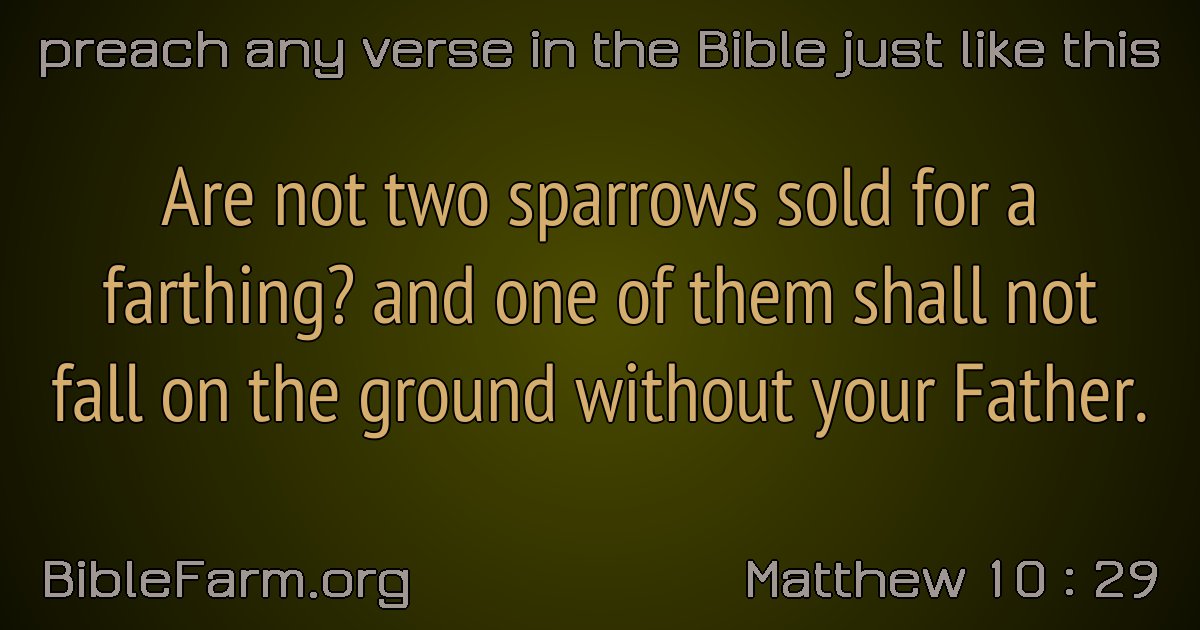 preach any verse in the Bible just like this
Are not two sparrows sold for a
farthing? and one of them shall not
fall on the ground without your Father.
BibleFarm.org
Matthew 10 : 29